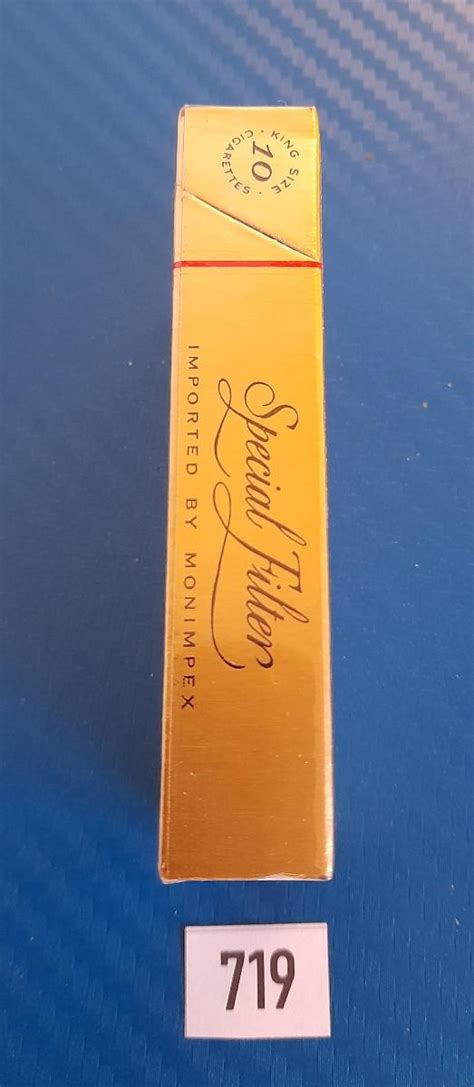 KING SIZE
10
CIGARETTES
Special Filter
IMPORTED BY MONIMPEX
719